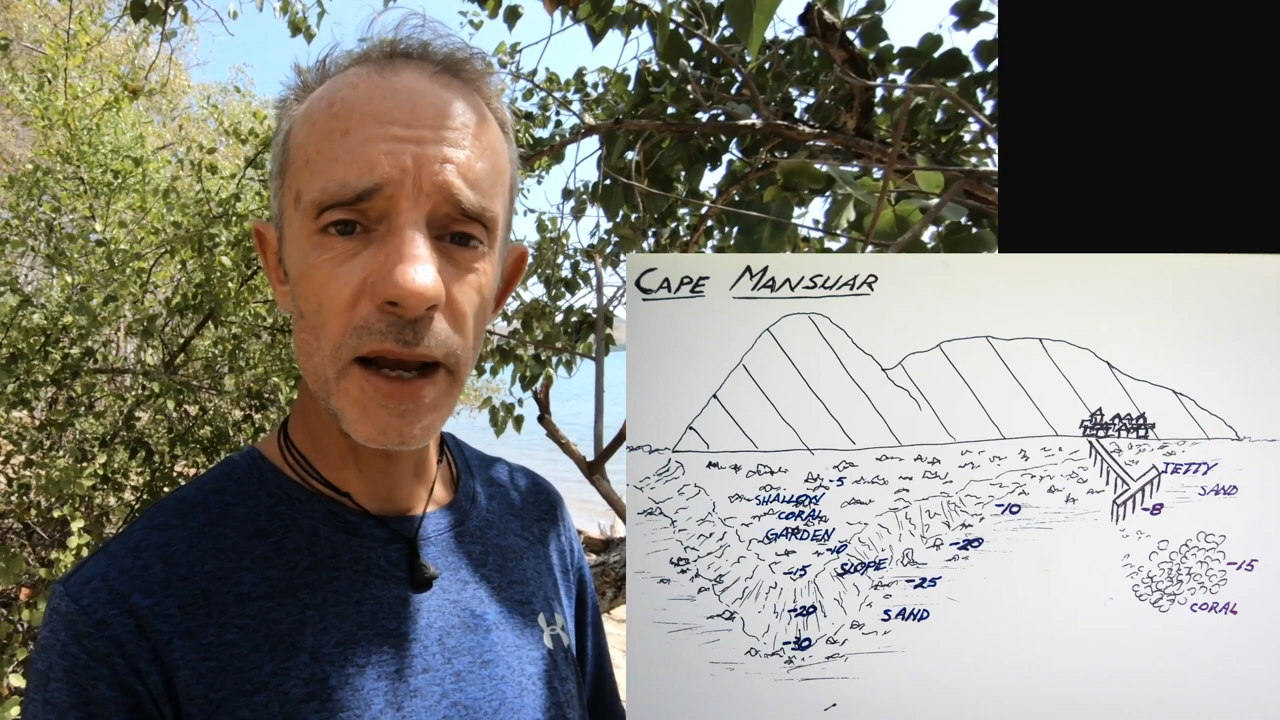 CAPE MANSUAR
JETTY
SAND
-5
SHALLOW
CORAL
GARDEN
-10
-8
-10
-20
-15
SLOPE
-25
-15
-20
SAND
CORAL
-30